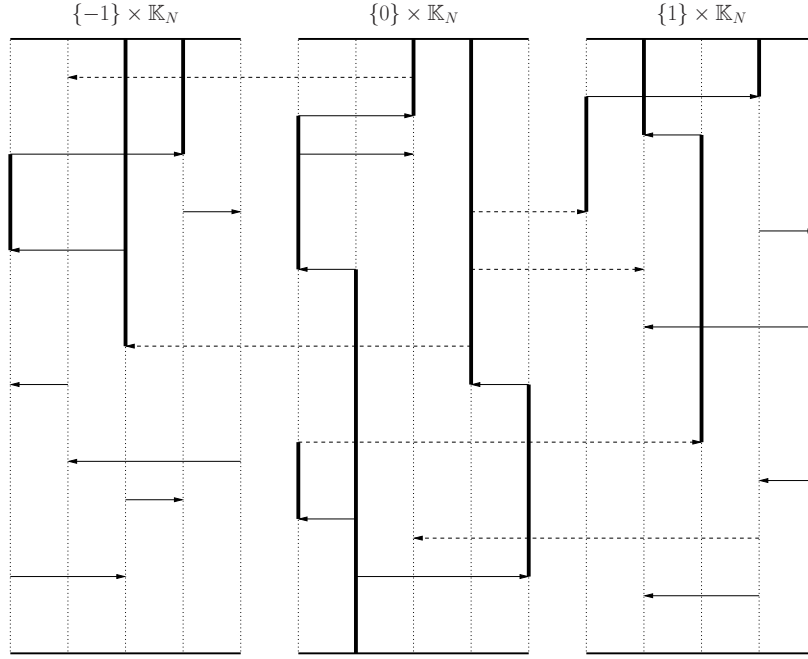 {−1} × 𝕂_N
{0} × 𝕂_N
{1} × 𝕂_N